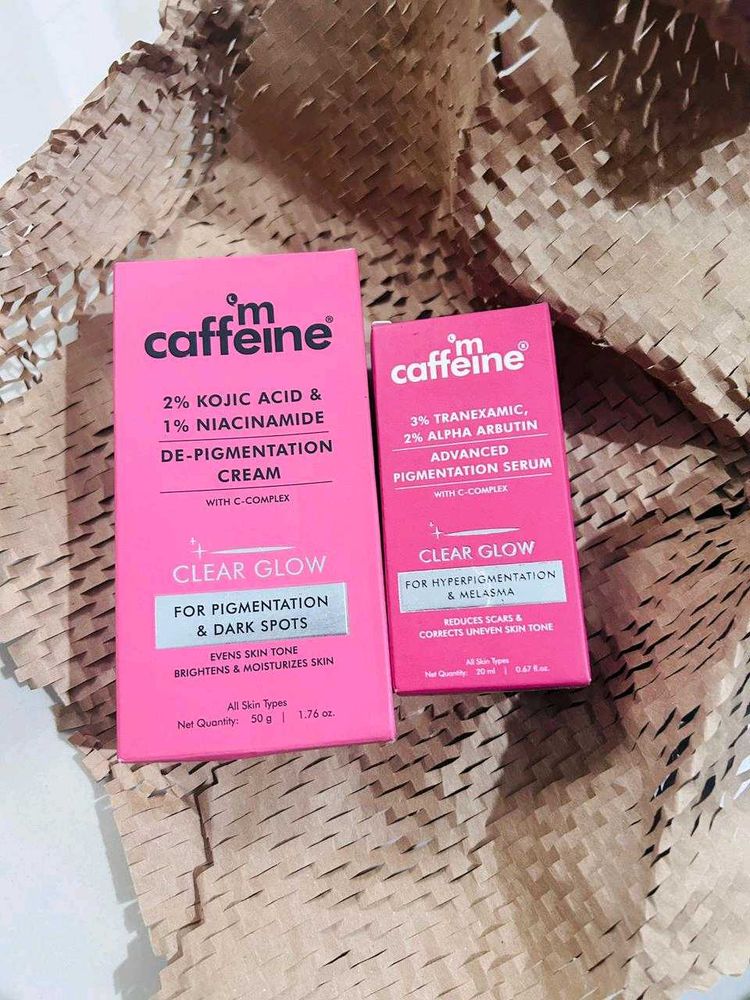 'm
caffeine®
2% KOJIC ACID &
1% NIACINAMIDE
DE-PIGMENTATION
CREAM
WITH C-COMPLEX
CLEAR GLOW
FOR PIGMENTATION
& DARK SPOTS
EVENS SKIN TONE
BRIGHTENS & MOISTURIZES SKIN
All Skin Types
Net Quantity: 50 g | 1.76 oz.
'm
caffeine®
3% TRANEXAMIC,
2% ALPHA ARBUTIN
ADVANCED
PIGMENTATION SERUM
WITH C-COMPLEX
CLEAR GLOW
FOR HYPERPIGMENTATION
& MELASMA
REDUCES SCARS &
CORRECTS UNEVEN SKIN TONE
All Skin Types
Net Quantity: 20 ml | 0.67 fl.oz.